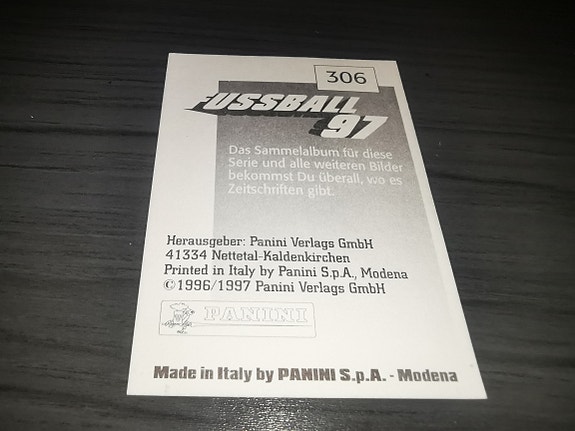 306
FUSSBALL
97
Das Sammelalbum für diese
Serie und alle weiteren Bilder
bekommst Du überall, wo es
Zeitschriften gibt.
Herausgeber: Panini Verlags GmbH
41334 Nettetal-Kaldenkirchen
Printed in Italy by Panini S.p.A., Modena
©1996/1997 Panini Verlags GmbH
PANINI
Made in Italy by PANINI S.p.A. - Modena